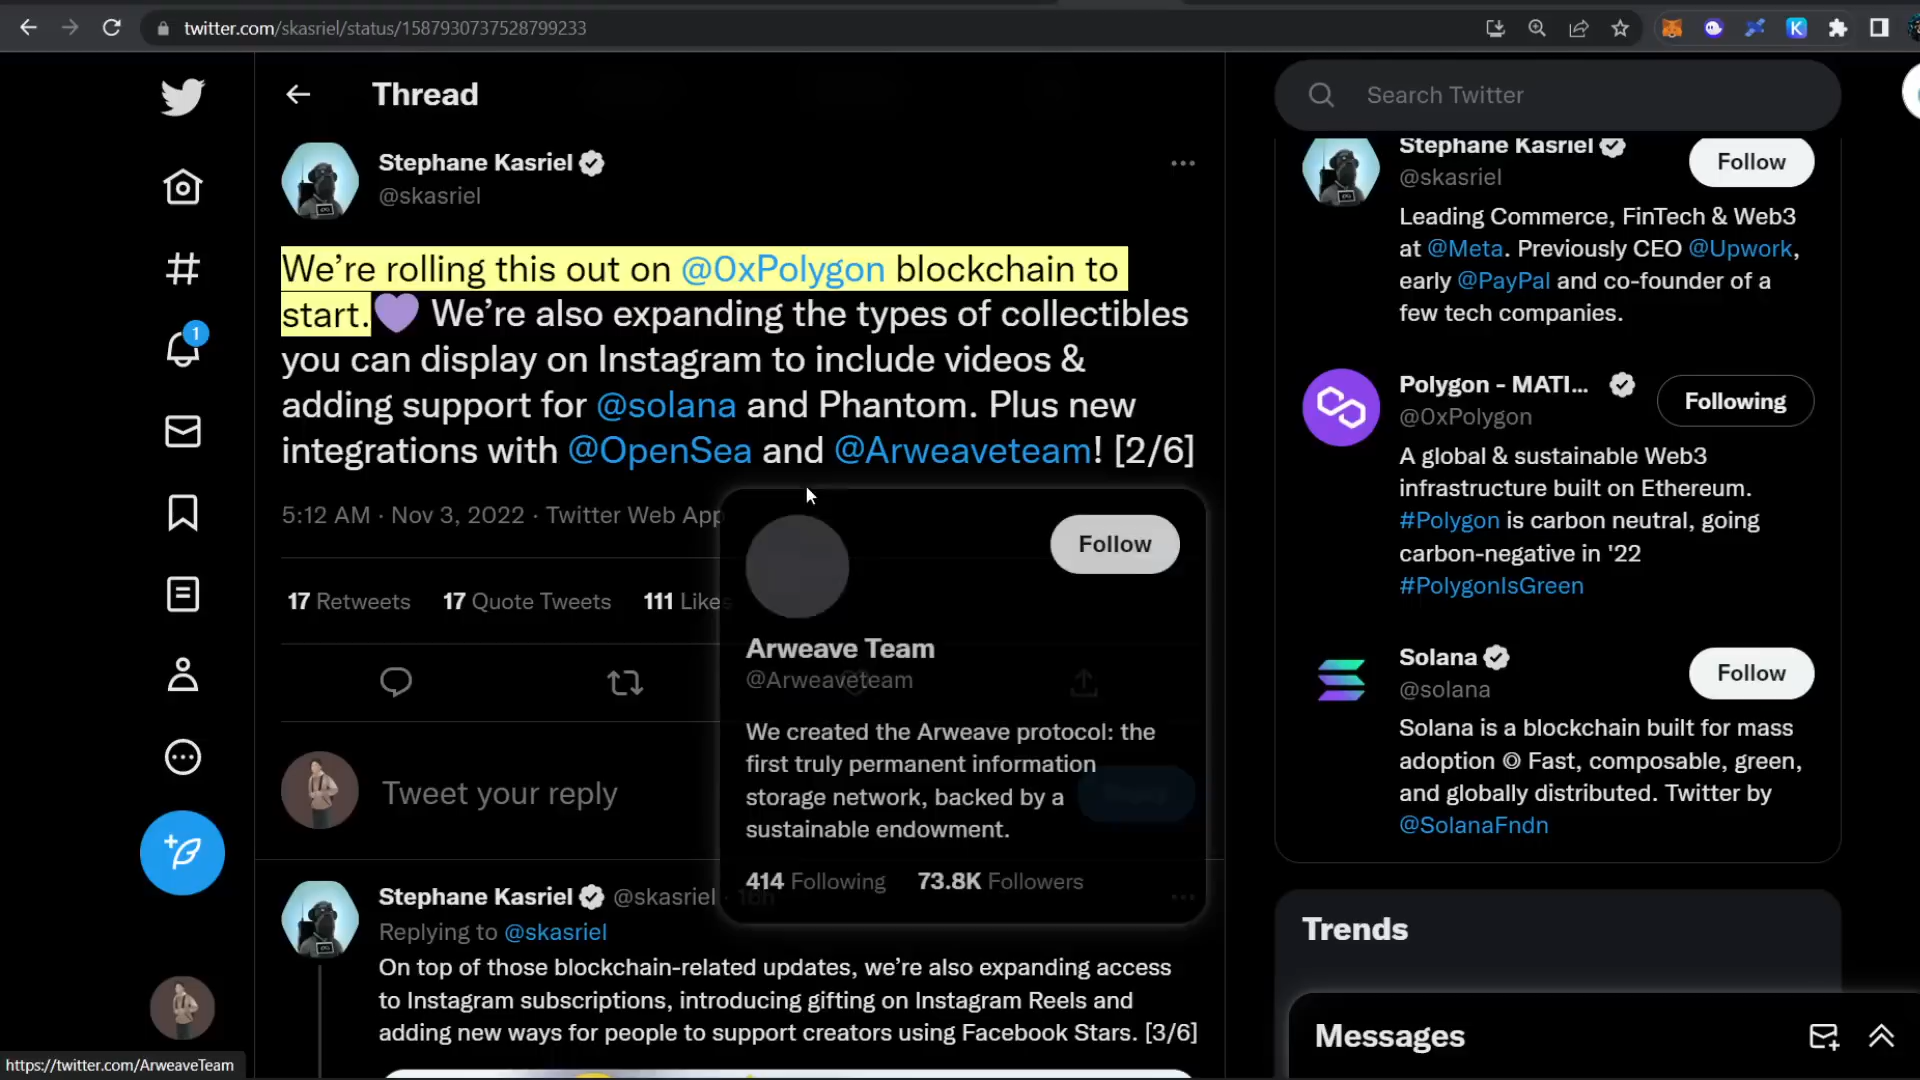 twitter.com/skasriel/status/1587930737528799233
Thread
Stephane Kasriel
@skasriel
We're rolling this out on @0xPolygon blockchain to
start.💜 We're also expanding the types of collectibles
you can display on Instagram to include videos &
adding support for @solana and Phantom. Plus new
integrations with @OpenSea and @Arweaveteam! [2/6]
5:12 AM · Nov 3, 2022 · Twitter Web App
17 Retweets 17 Quote Tweets 111 Likes
Follow
Arweave Team
@Arweaveteam
We created the Arweave protocol: the
first truly permanent information
storage network, backed by a
sustainable endowment.
414 Following 73.8K Followers
Tweet your reply
Stephane Kasriel @skasriel ·
Replying to @skasriel
On top of those blockchain-related updates, we're also expanding access
to Instagram subscriptions, introducing gifting on Instagram Reels and
adding new ways for people to support creators using Facebook Stars. [3/6]
1
Search Twitter
Stephane Kasriel
@skasriel
Follow
Leading Commerce, FinTech & Web3
at @Meta. Previously CEO @Upwork,
early @PayPal and co-founder of a
few tech companies.
Polygon - MATI...
@0xPolygon
Following
A global & sustainable Web3
infrastructure built on Ethereum.
#Polygon is carbon neutral, going
carbon-negative in '22
#PolygonIsGreen
Solana
@solana
Follow
Solana is a blockchain built for mass
adoption ◎ Fast, composable, green,
and globally distributed. Twitter by
@SolanaFndn
Trends
Messages
https://twitter.com/ArweaveTeam